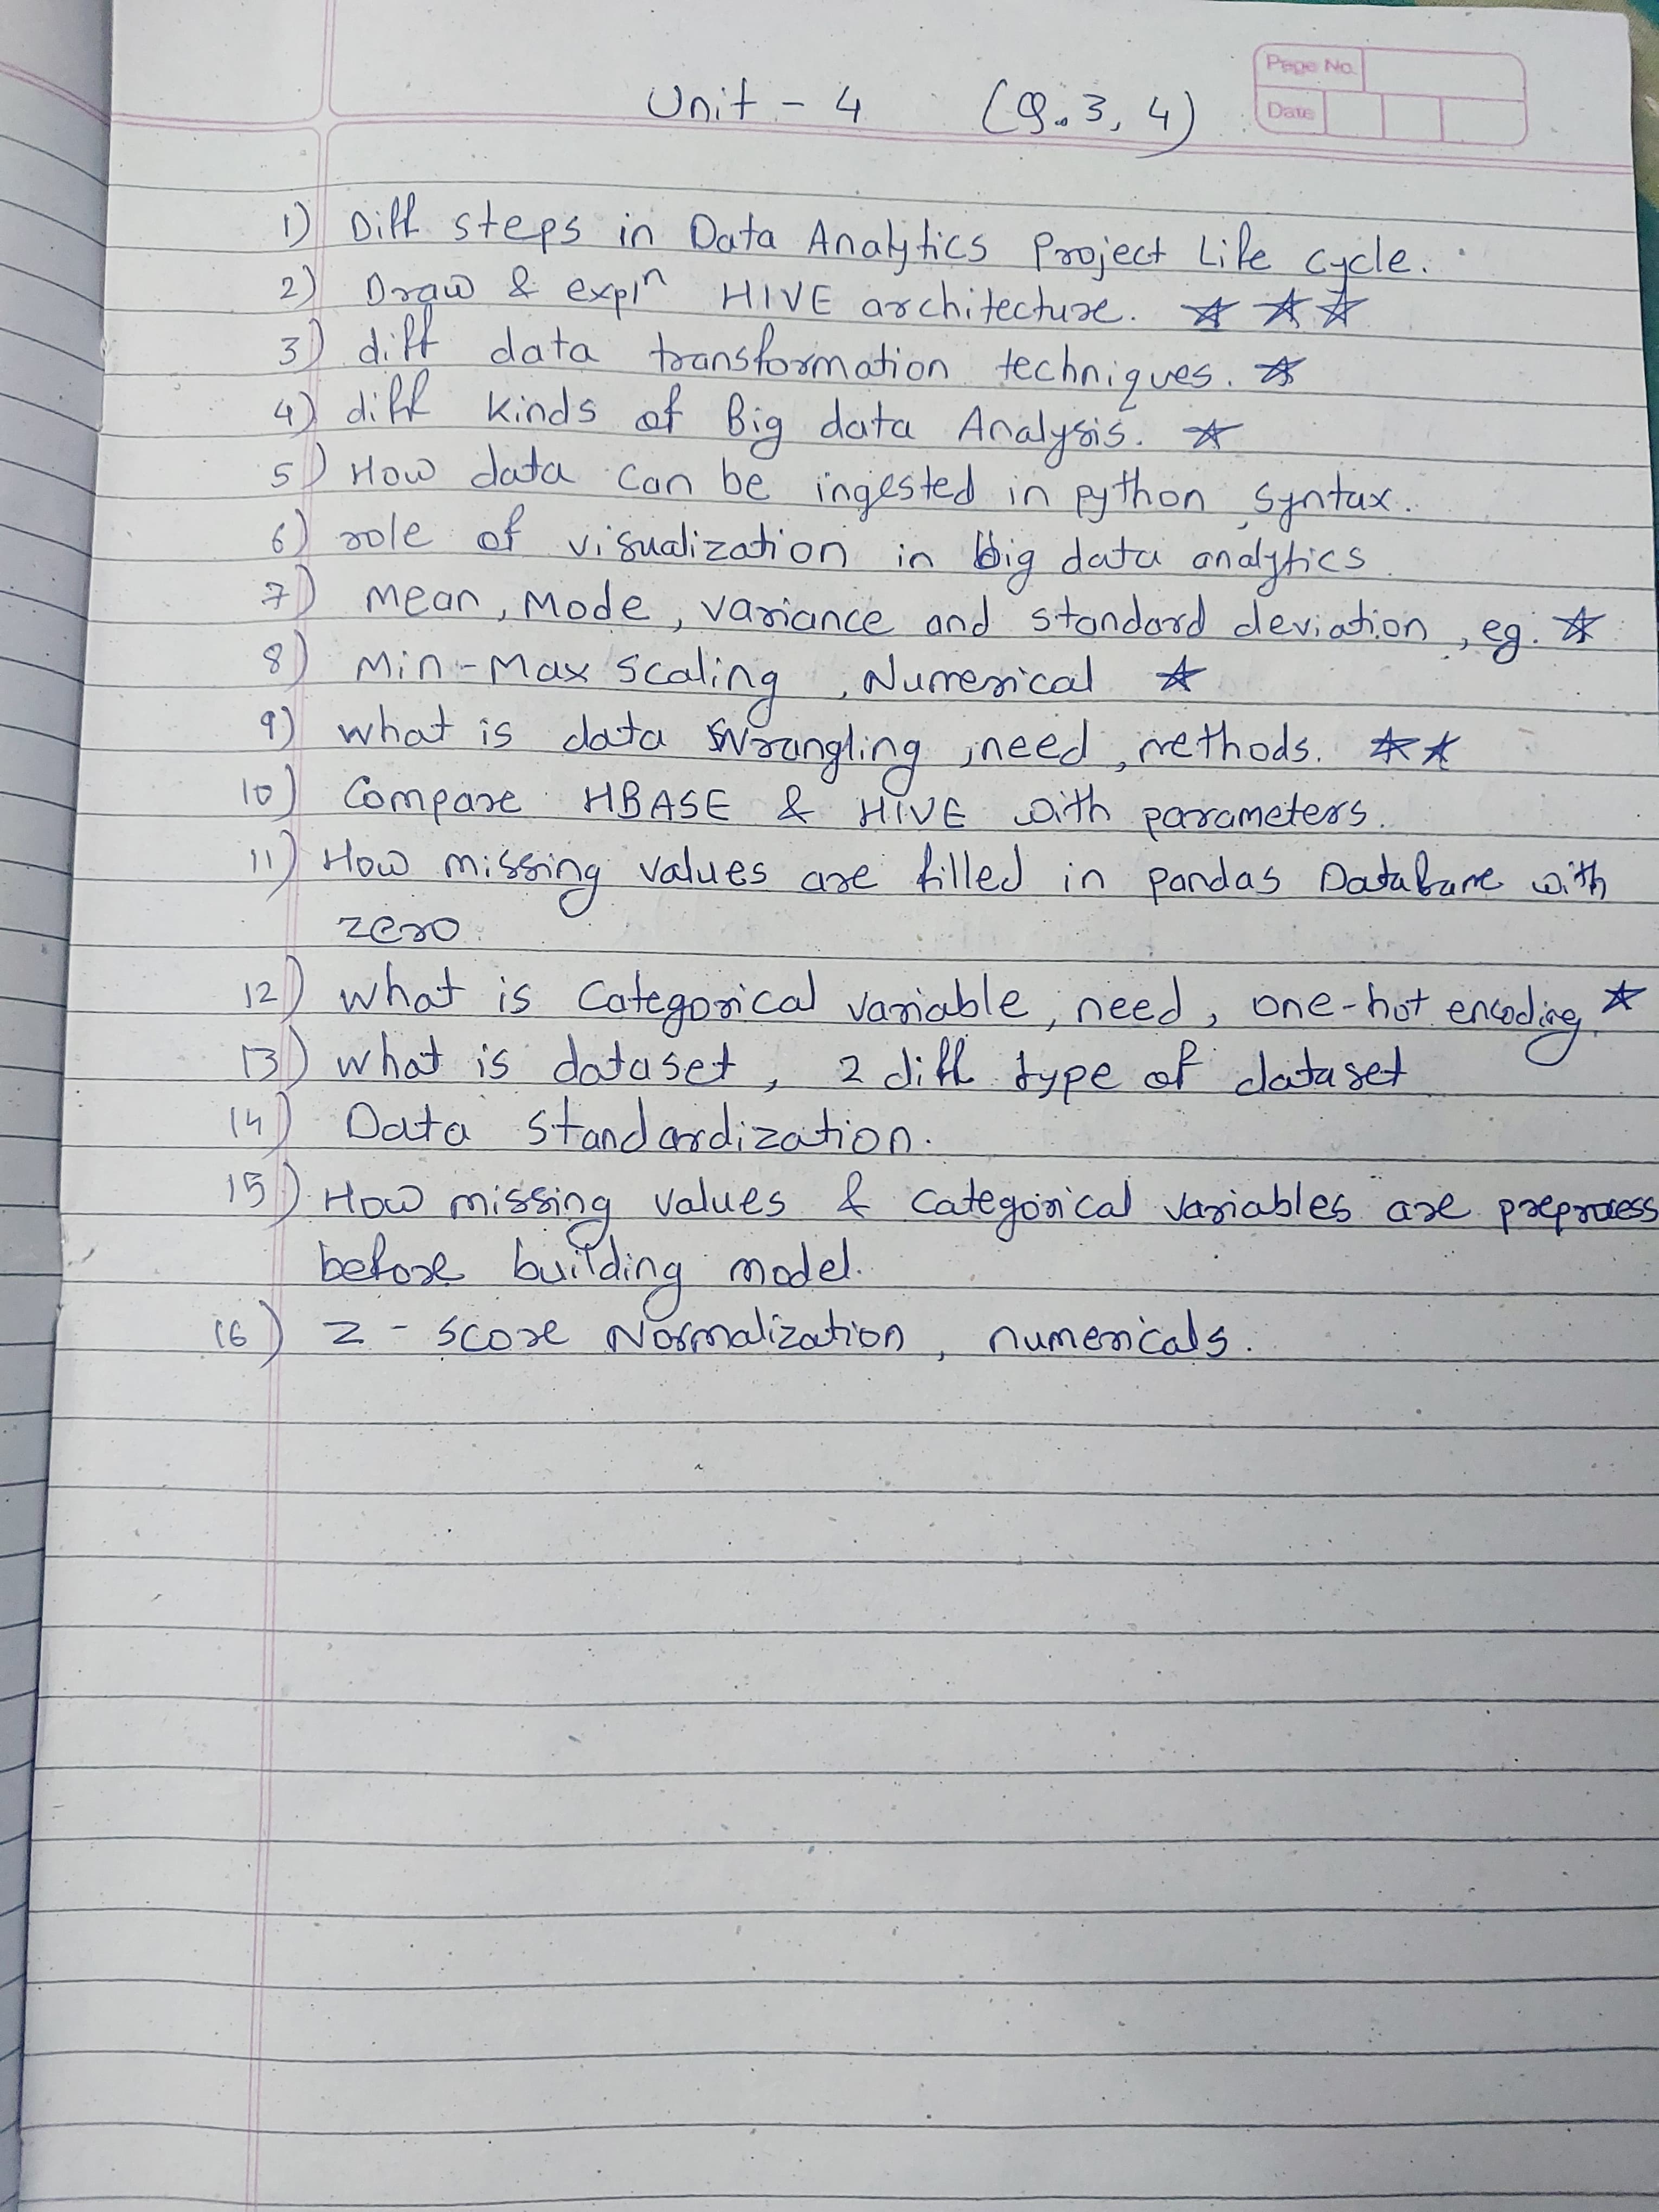 Page No.
Date
Unit - 4 (Q.3, 4)
1) Diff steps in Data Analytics Project Life cycle.
2) Draw & explⁿ HIVE architecture. ☆ ☆ ☆
3) diff data transformation techniques. ☆
4) diff kinds of Big data Analysis. ☆
5) How data can be ingested in python syntax.
6) role of visualization in big data analytics
7) Mean, Mode, variance and standard deviation, eg. ☆
8) Min-Max scaling, Numerical ☆
9) what is data wrangling, need, methods. ☆ ☆
10) Compare HBASE & HIVE with parameters.
11) How missing values are filled in pandas with
zero.
12) what is Categorical variable, need, one-hot encoding. ☆
13) what is dataset, 2 diff type of dataset
14) Data standardization.
15) How missing values & categorical variables are preprocess
before building model.
16) Z - score Normalization, numericals.